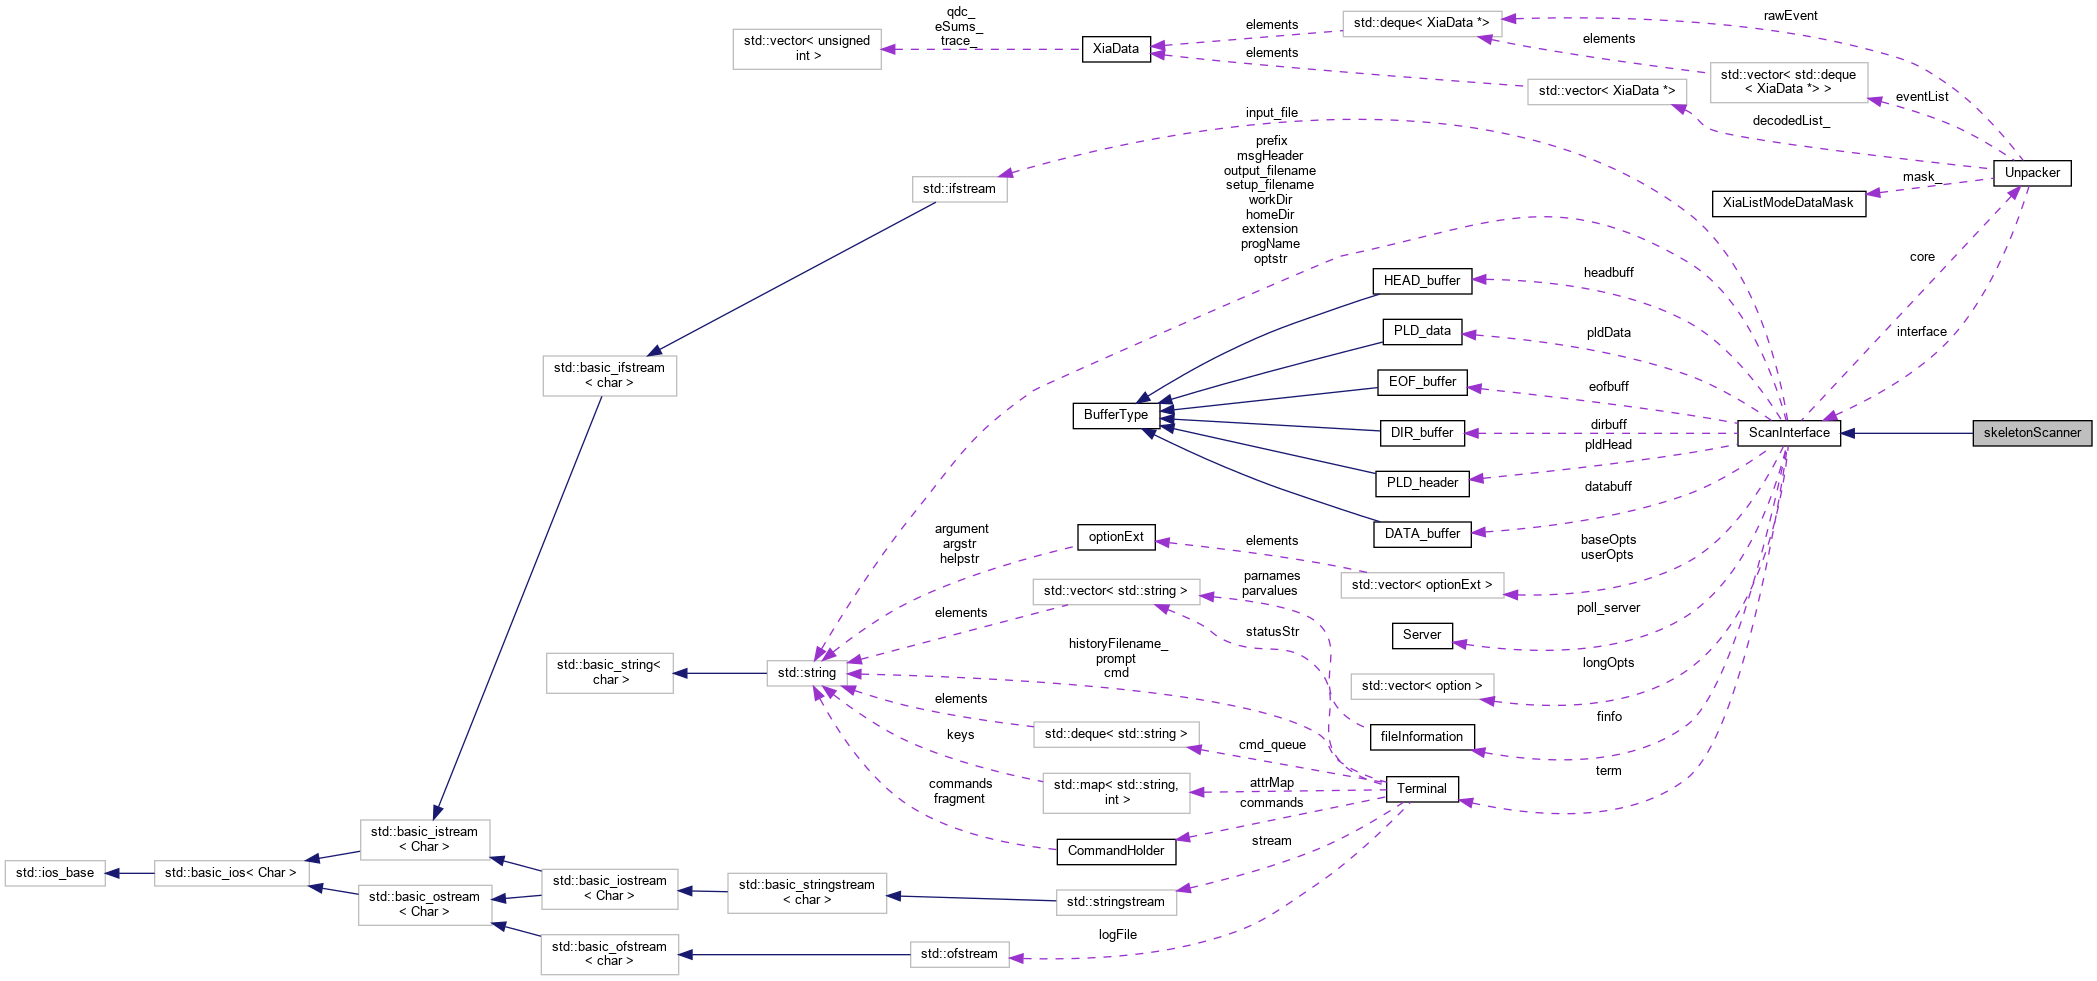 qdc_
eSums_
trace_
std::vector< unsigned
int >
XiaData
elements
elements
std::deque< XiaData *>
rawEvent
elements
std::vector< std::deque
< XiaData *> >
std::vector< XiaData *>
eventList
decodedList_
Unpacker
mask_
XiaListModeDataMask
input_file
prefix
msgHeader
output_filename
setup_filename
workDir
homeDir
extension
progName
optstr
std::ifstream
core
interface
HEAD_buffer
headbuff
PLD_data
pldData
EOF_buffer
eofbuff
BufferType
DIR_buffer
dirbuff
pldHead
PLD_header
databuff
DATA_buffer
ScanInterface
skeletonScanner
std::basic_ifstream
< char >
argument
argstr
helpstr
optionExt
elements
baseOpts
userOpts
std::vector< optionExt >
std::vector< std::string >
parnames
parvalues
elements
statusStr
poll_server
Server
historyFilename_
prompt
cmd
std::basic_string<
char >
std::string
longOpts
std::vector< option >
elements
std::deque< std::string >
finfo
fileInformation
keys
cmd_queue
term
commands
fragment
std::map< std::string,
int >
attrMap
Terminal
commands
CommandHolder
stream
std::basic_istream
< Char >
std::ios_base
std::basic_ios< Char >
std::basic_ostream
< Char >
std::basic_iostream
< Char >
std::basic_stringstream
< char >
std::stringstream
logFile
std::basic_ofstream
< char >
std::ofstream